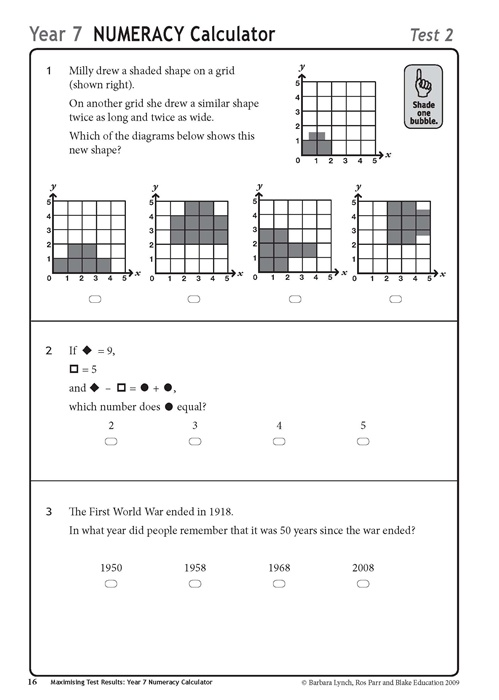 Year 7 NUMERACY Calculator Test 2
1 Milly drew a shaded shape on a grid
(shown right).
On another grid she drew a similar shape
twice as long and twice as wide.
Which of the diagrams below shows this
new shape?
y
5
4
3
2
1
0 1 2 3 4 5 x
Shade
one
bubble.
y
5
4
3
2
1
0 1 2 3 4 5 x
y
5
4
3
2
1
0 1 2 3 4 5 x
y
5
4
3
2
1
0 1 2 3 4 5 x
y
5
4
3
2
1
0 1 2 3 4 5 x
2 If ◆ = 9,
□ = 5
and ◆ – □ = ● + ●,
which number does ● equal?
2 3 4 5
3 The First World War ended in 1918.
In what year did people remember that it was 50 years since the war ended?
1950 1958 1968 2008
16 Maximising Test Results: Year 7 Numeracy Calculator © Barbara Lynch, Ros Parr and Blake Education 2009